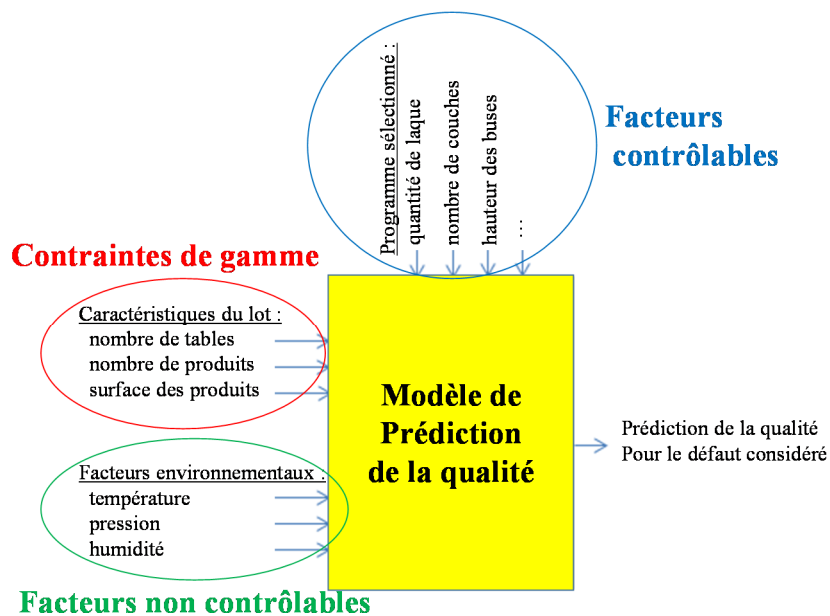 Programme sélectionné :
quantité de laque
nombre de couches
hauteur des buses
…
Facteurs
contrôlables
Contraintes de gamme
Caractéristiques du lot :
nombre de tables
nombre de produits
surface des produits
Modèle de
Prédiction
de la qualité
Prédiction de la qualité
Pour le défaut considéré
Facteurs environnementaux :
température
pression
humidité
Facteurs non contrôlables